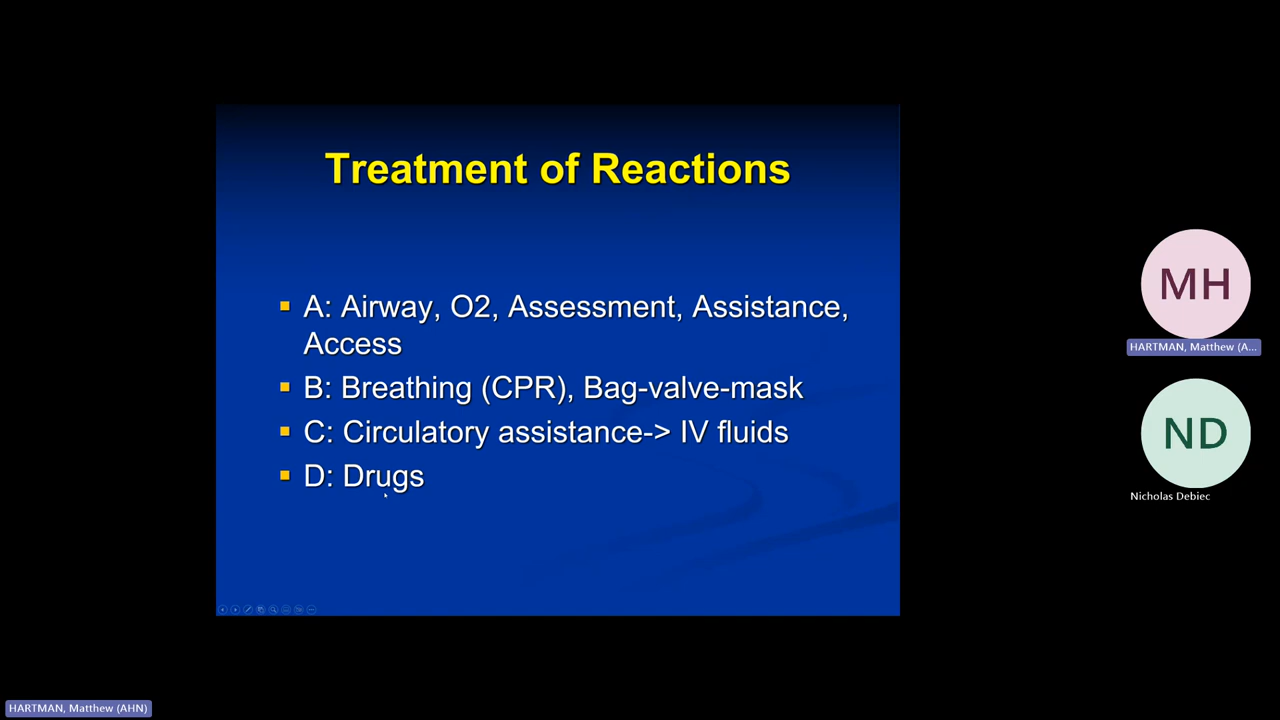 Treatment of Reactions
A: Airway, O2, Assessment, Assistance,
Access
B: Breathing (CPR), Bag-valve-mask
C: Circulatory assistance-> IV fluids
D: Drugs
MH
HARTMAN, Matthew (A...
ND
Nicholas Debiec
HARTMAN, Matthew (AHN)